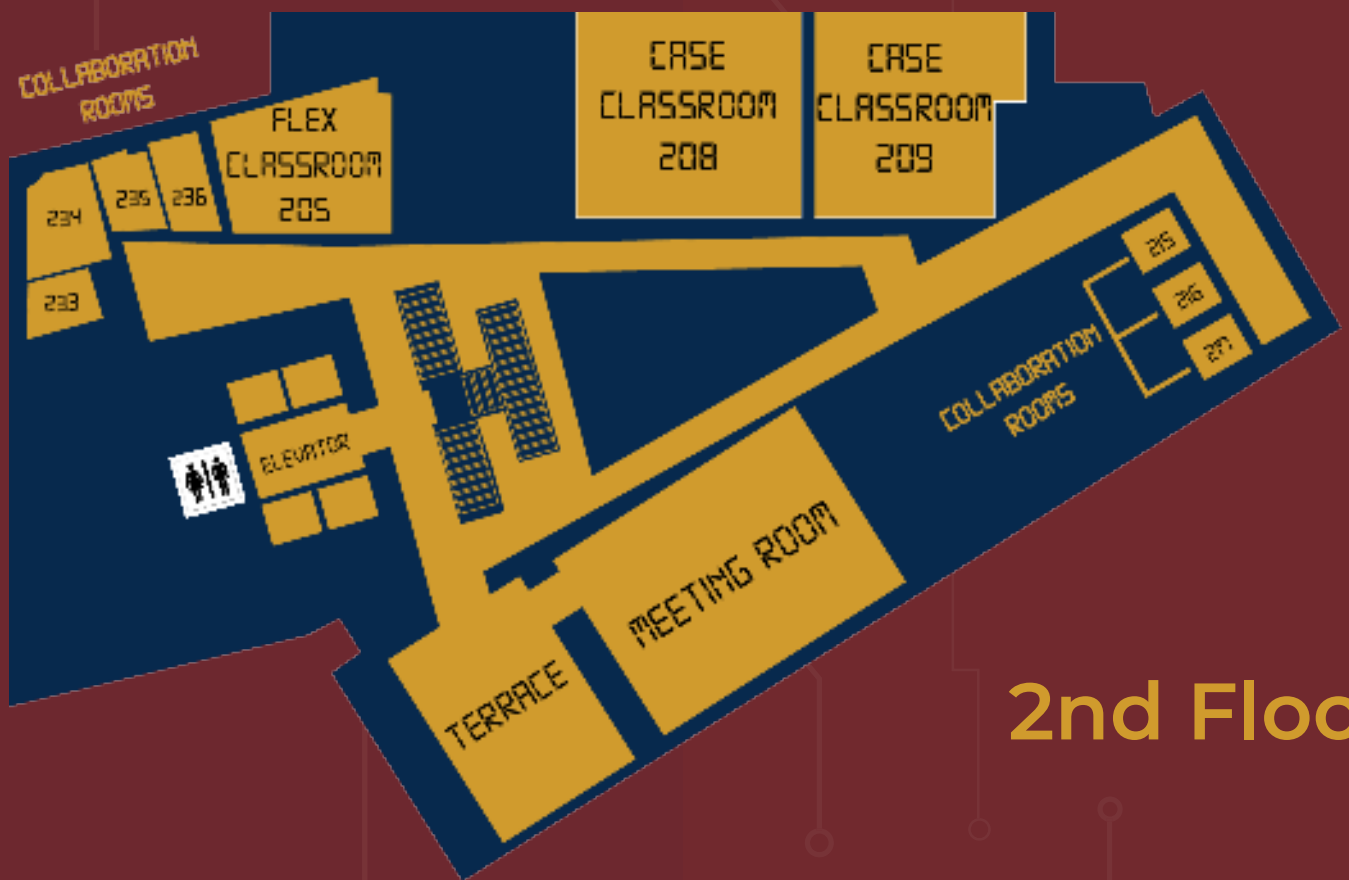 COLLABORATION
ROOMS
FLEX
CLASSROOM
205
CASE
CLASSROOM
208
CASE
CLASSROOM
209
234
235
236
233
215
216
217
COLLABORATION
ROOMS
ELEVATOR
MEETING ROOM
TERRACE
2nd Floo